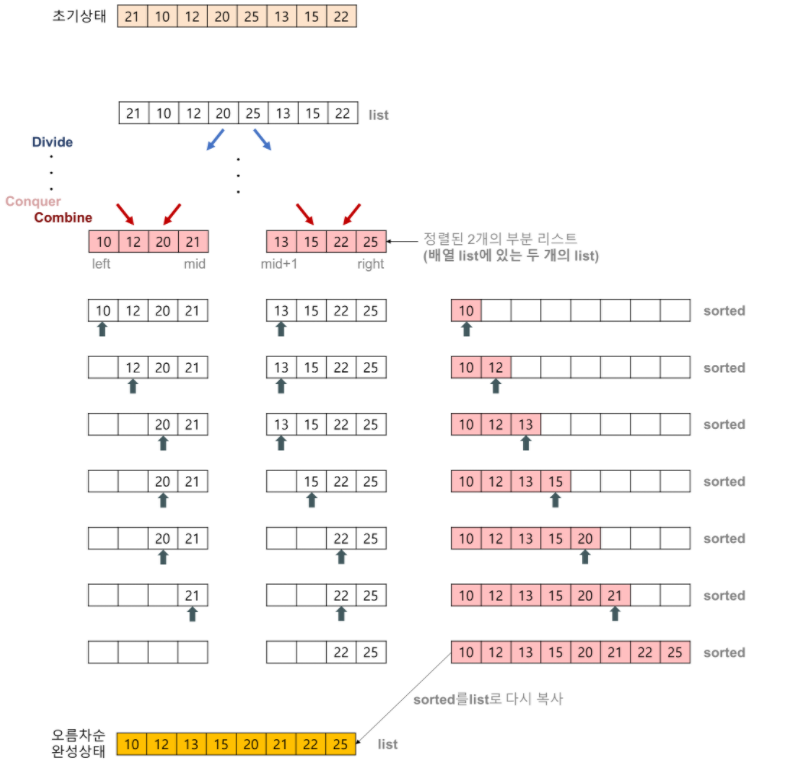 초기상태 21 10 12 20 25 13 15 22
21 10 12 20 25 13 15 22 list
Divide
Conquer
Combine
10 12 20 21 13 15 22 25 정렬된 2개의 부분 리스트
(배열 list에 있는 두 개의 list)
left mid mid+1 right
10 12 20 21 13 15 22 25 10 sorted
12 20 21 13 15 22 25 10 12 sorted
20 21 13 15 22 25 10 12 13 sorted
20 21 15 22 25 10 12 13 15 sorted
20 21 22 25 10 12 13 15 20 sorted
21 22 25 10 12 13 15 20 21 sorted
22 25 10 12 13 15 20 21 22 25 sorted
sorted를list로 다시 복사
오름차순
완성상태
10 12 13 15 20 21 22 25 list